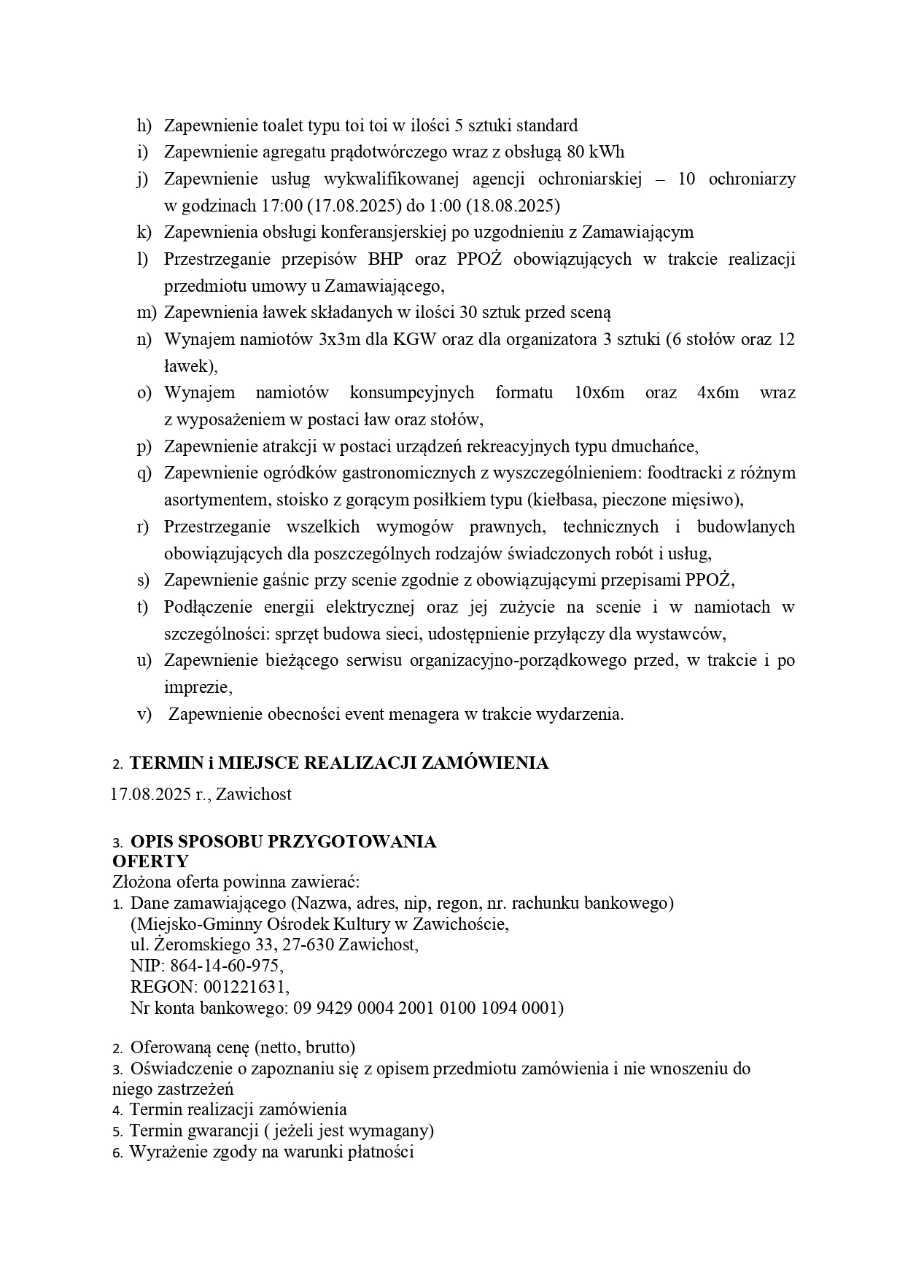 h) Zapewnienie toalet typu toi toi w ilości 5 sztuki standard
i) Zapewnienie agregatu prądotwórczego wraz z obsługą 80 kWh
j) Zapewnienie usług wykwalifikowanej agencji ochroniarskiej – 10 ochroniarzy
w godzinach 17:00 (17.08.2025) do 1:00 (18.08.2025)
k) Zapewnienia obsługi konferansjerskiej po uzgodnieniu z Zamawiającym
l) Przestrzeganie przepisów BHP oraz PPOŻ obowiązujących w trakcie realizacji
przedmiotu umowy u Zamawiającego,
m) Zapewnienia ławek składanych w ilości 30 sztuk przed sceną
n) Wynajem namiotów 3x3m dla KGW oraz dla organizatora 3 sztuki (6 stołów oraz 12
ławek),
o) Wynajem namiotów konsumpcyjnych formatu 10x6m oraz 4x6m wraz
z wyposażeniem w postaci ław oraz stołów,
p) Zapewnienie atrakcji w postaci urządzeń rekreacyjnych typu dmuchańce,
q) Zapewnienie ogródków gastronomicznych z wyszczególnieniem: foodtracki z różnym
asortymentem, stoisko z gorącym posiłkiem typu (kiełbasa, pieczone mięsiwo),
r) Przestrzeganie wszelkich wymogów prawnych, technicznych i budowlanych
obowiązujących dla poszczególnych rodzajów świadczonych robót i usług,
s) Zapewnienie gaśnic przy scenie zgodnie z obowiązującymi przepisami PPOŻ,
t) Podłączenie energii elektrycznej oraz jej zużycie na scenie i w namiotach w
szczególności: sprzęt budowa sieci, udostępnienie przyłączy dla wystawców,
u) Zapewnienie bieżącego serwisu organizacyjno-porządkowego przed, w trakcie i po
imprezie,
v) Zapewnienie obecności event menagera w trakcie wydarzenia.
2. TERMIN i MIEJSCE REALIZACJI ZAMÓWIENIA
17.08.2025 r., Zawichost
3. OPIS SPOSOBU PRZYGOTOWANIA
OFERTY
Złożona oferta powinna zawierać:
1. Dane zamawiającego (Nazwa, adres, nip, regon, nr. rachunku bankowego)
(Miejsko-Gminny Ośrodek Kultury w Zawichoście,
ul. Żeromskiego 33, 27-630 Zawichost,
NIP: 864-14-60-975,
REGON: 001221631,
Nr konta bankowego: 09 9429 0004 2001 0100 1094 0001)
2. Oferowaną cenę (netto, brutto)
3. Oświadczenie o zapoznaniu się z opisem przedmiotu zamówienia i nie wnoszeniu do
niego zastrzeżeń
4. Termin realizacji zamówienia
5. Termin gwarancji ( jeżeli jest wymagany)
6. Wyrażenie zgody na warunki płatności